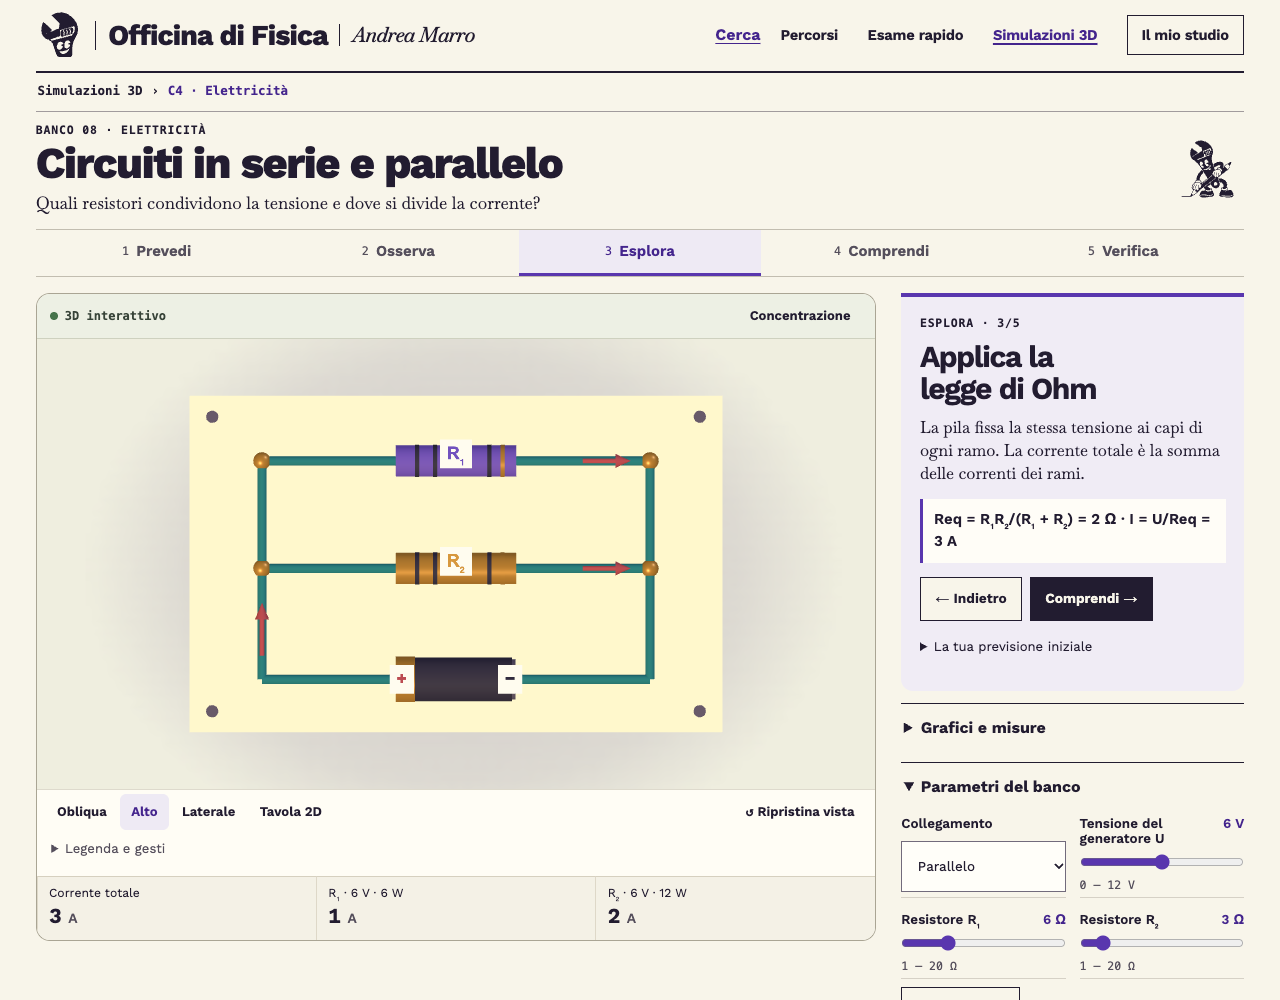 Officina di Fisica
Andrea Marro
Cerca
Percorsi
Esame rapido
Simulazioni 3D
Il mio studio
Simulazioni 3D › C4 · Elettricità
BANCO 08 · ELETTRICITÀ
Circuiti in serie e parallelo
Quali resistori condividono la tensione e dove si divide la corrente?
1 Prevedi
2 Osserva
3 Esplora
4 Comprendi
5 Verifica
3D interattivo
Concentrazione
R₁
R₂
+
−
Obliqua
Alto
Laterale
Tavola 2D
↺ Ripristina vista
▶ Legenda e gesti
Corrente totale
3 A
R₁ · 6 V · 6 W
1 A
R₂ · 6 V · 12 W
2 A
ESPLORA · 3/5
Applica la
legge di Ohm
La pila fissa la stessa tensione ai capi di
ogni ramo. La corrente totale è la somma
delle correnti dei rami.
Req = R₁R₂/(R₁ + R₂) = 2 Ω · I = U/Req =
3 A
← Indietro
Comprendi →
▶ La tua previsione iniziale
▶ Grafici e misure
▼ Parametri del banco
Collegamento
Parallelo
Tensione del
generatore U
6 V
0 — 12 V
Resistore R₁
6 Ω
1 — 20 Ω
Resistore R₂
3 Ω
1 — 20 Ω